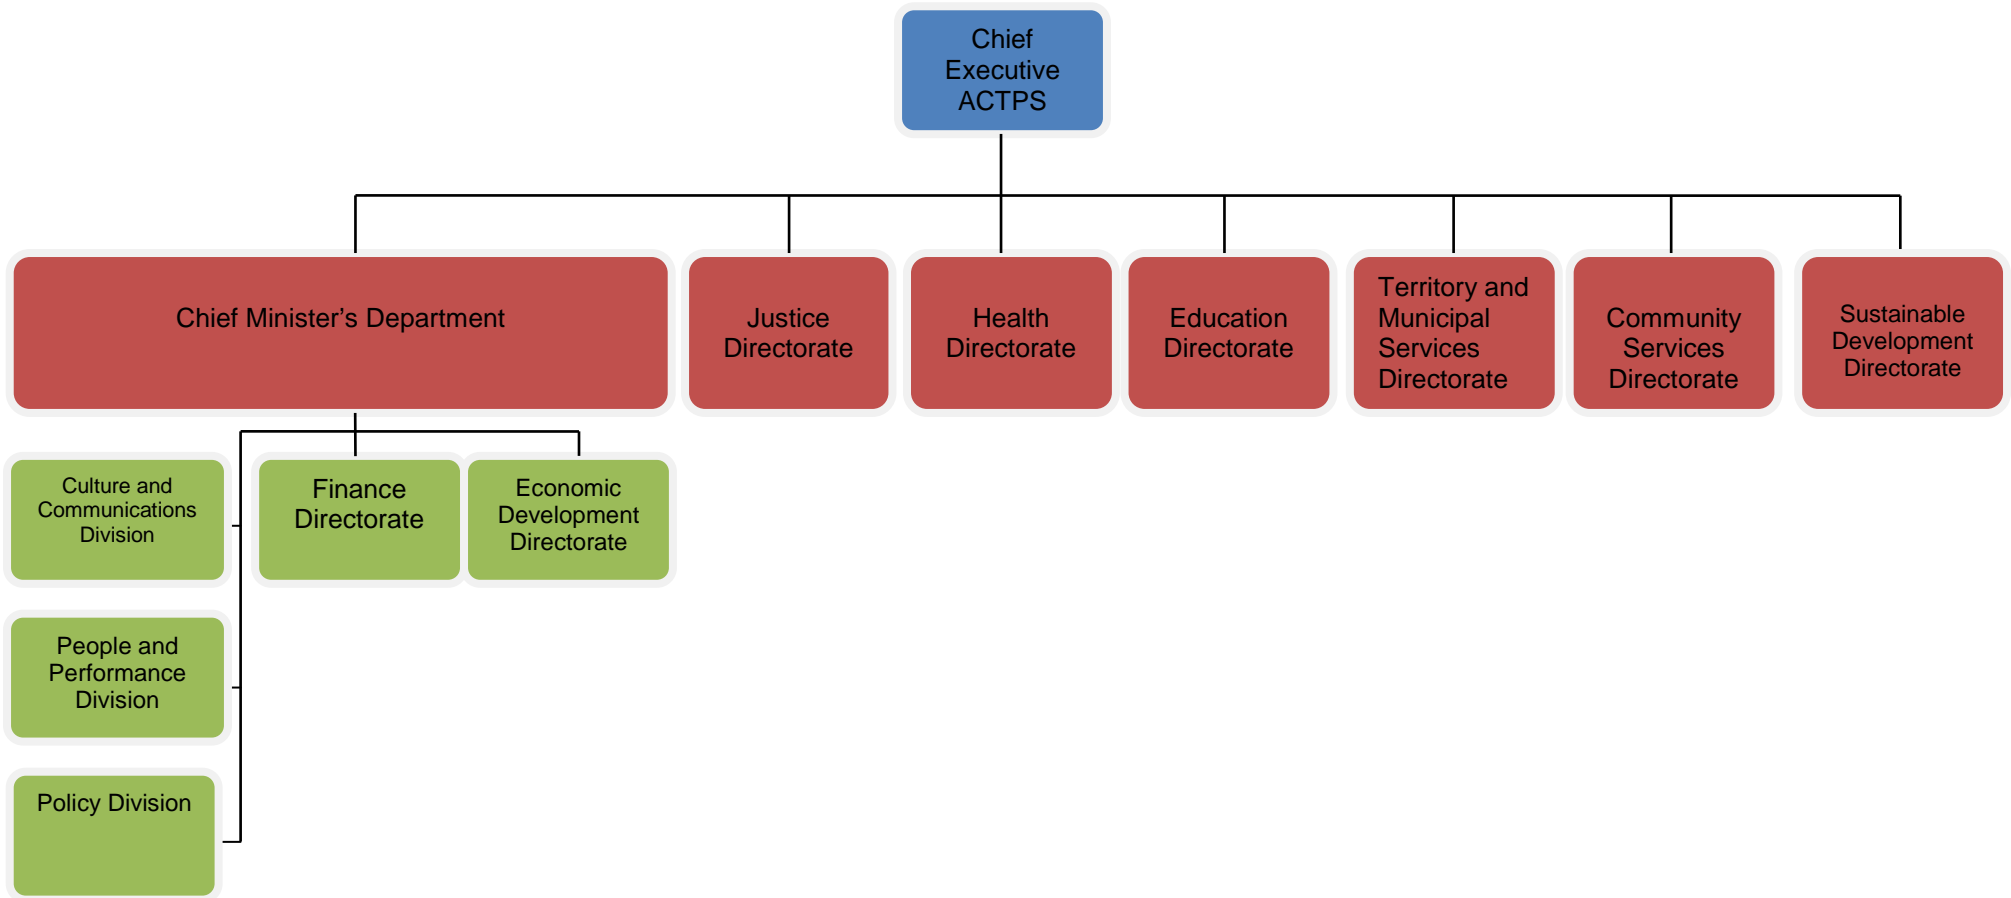 Chief
Executive
ACTPS
Chief Minister’s Department
Justice
Directorate
Health
Directorate
Education
Directorate
Territory and
Municipal
Services
Directorate
Community
Services
Directorate
Sustainable
Development
Directorate
Culture and
Communications
Division
Finance
Directorate
Economic
Development
Directorate
People and
Performance
Division
Policy Division